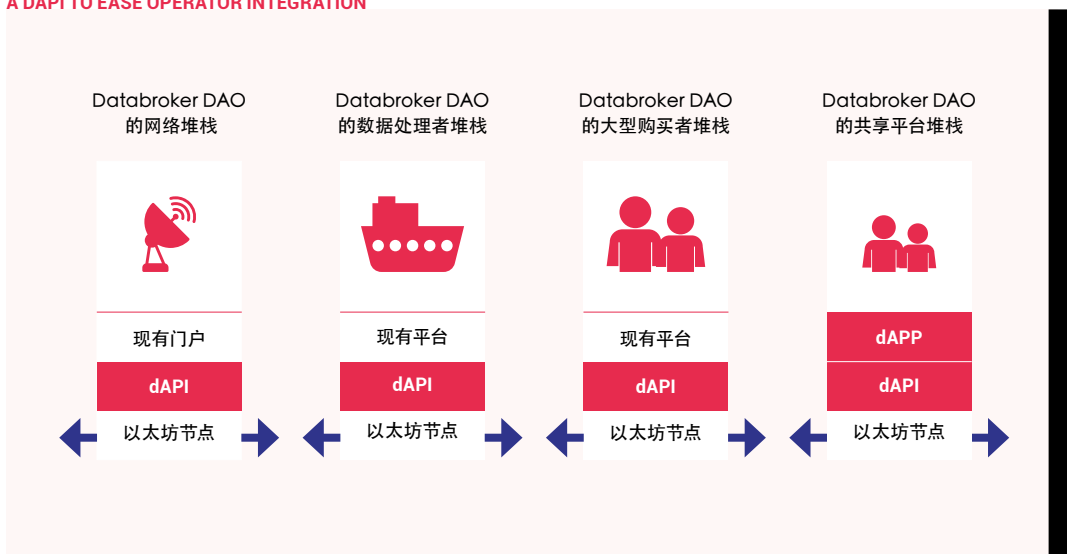 A DAPI TO EASE OPERATOR INTEGRATION
Databroker DAO
的网络堆栈
Databroker DAO
的数据处理者堆栈
Databroker DAO
的大型购买者堆栈
Databroker DAO
的共享平台堆栈
现有门户
现有平台
现有平台
dAPP
dAPI
dAPI
dAPI
dAPI
以太坊节点
以太坊节点
以太坊节点
以太坊节点